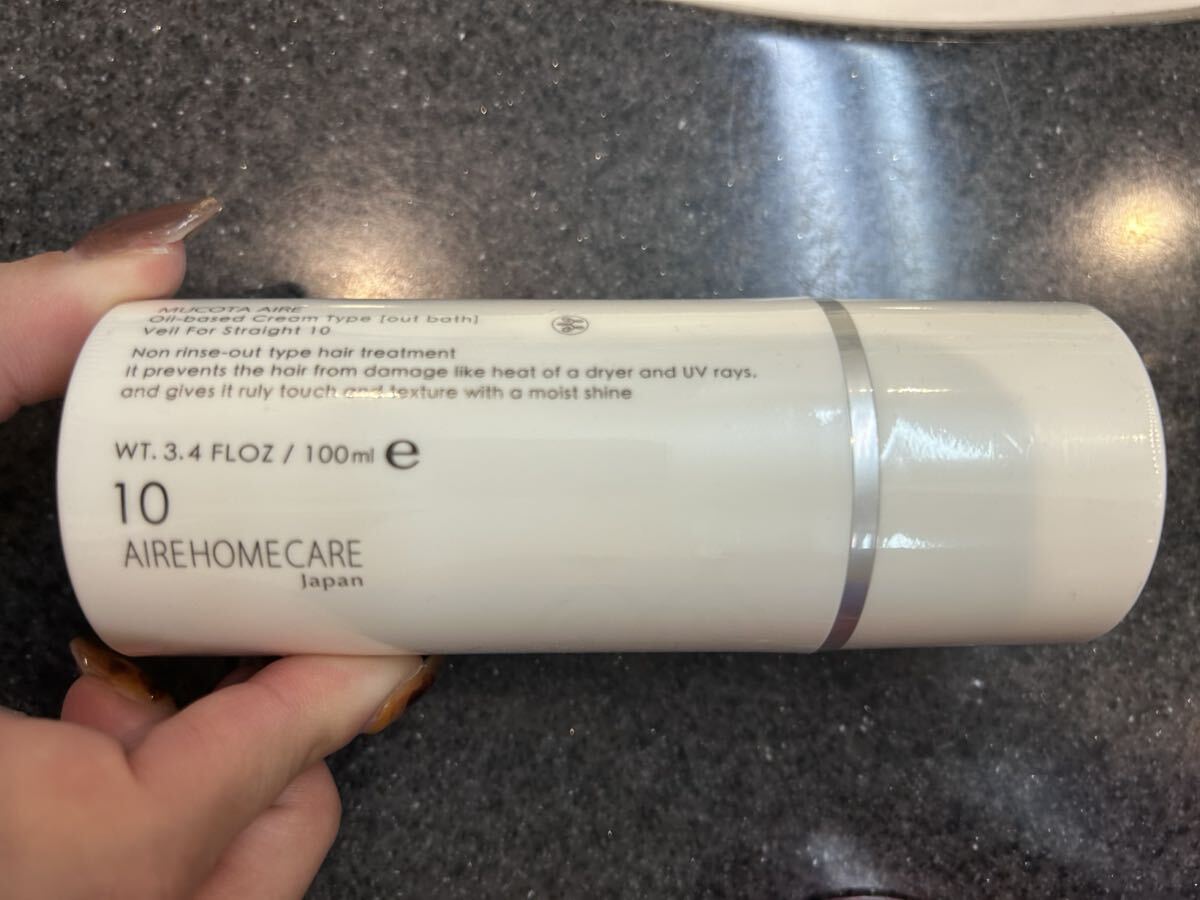 MUCOTA AIRE
Oil-based Cream Type [out bath]
Veil For Straight 10
Non rinse-out type hair treatment
It prevents the hair from damage like heat of a dryer and UV rays.
and gives it ruly touch and texture with a moist shine
WT. 3.4 FLOZ / 100ml e
10
AIREHOMECARE
Japan